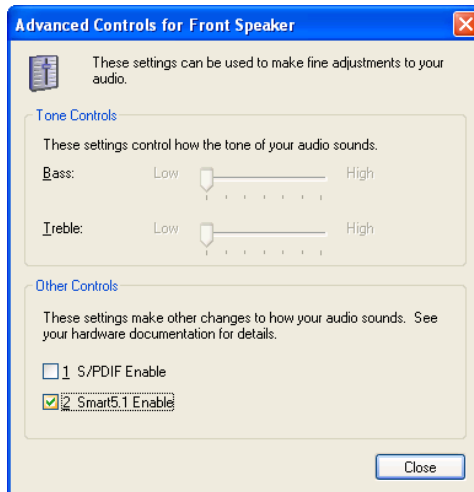 Advanced Controls for Front Speaker
These settings can be used to make fine adjustments to your
audio.
Tone Controls
These settings control how the tone of your audio sounds.
Bass: Low High
Treble: Low High
Other Controls
These settings make other changes to how your audio sounds. See
your hardware documentation for details.
1 S/PDIF Enable
2 Smart5.1 Enable
Close